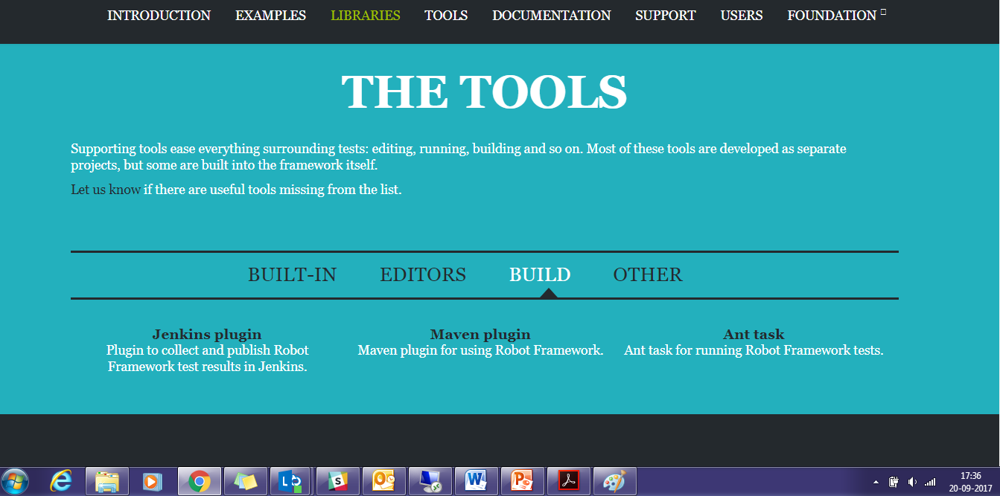 INTRODUCTION EXAMPLES LIBRARIES TOOLS DOCUMENTATION SUPPORT USERS FOUNDATION
THE TOOLS
Supporting tools ease everything surrounding tests: editing, running, building and so on. Most of these tools are developed as separate
projects, but some are built into the framework itself.
Let us know if there are useful tools missing from the list.
BUILT-IN EDITORS BUILD OTHER
Jenkins plugin
Plugin to collect and publish Robot
Framework test results in Jenkins.
Maven plugin
Maven plugin for using Robot Framework.
Ant task
Ant task for running Robot Framework tests.
17:36
20-09-2017